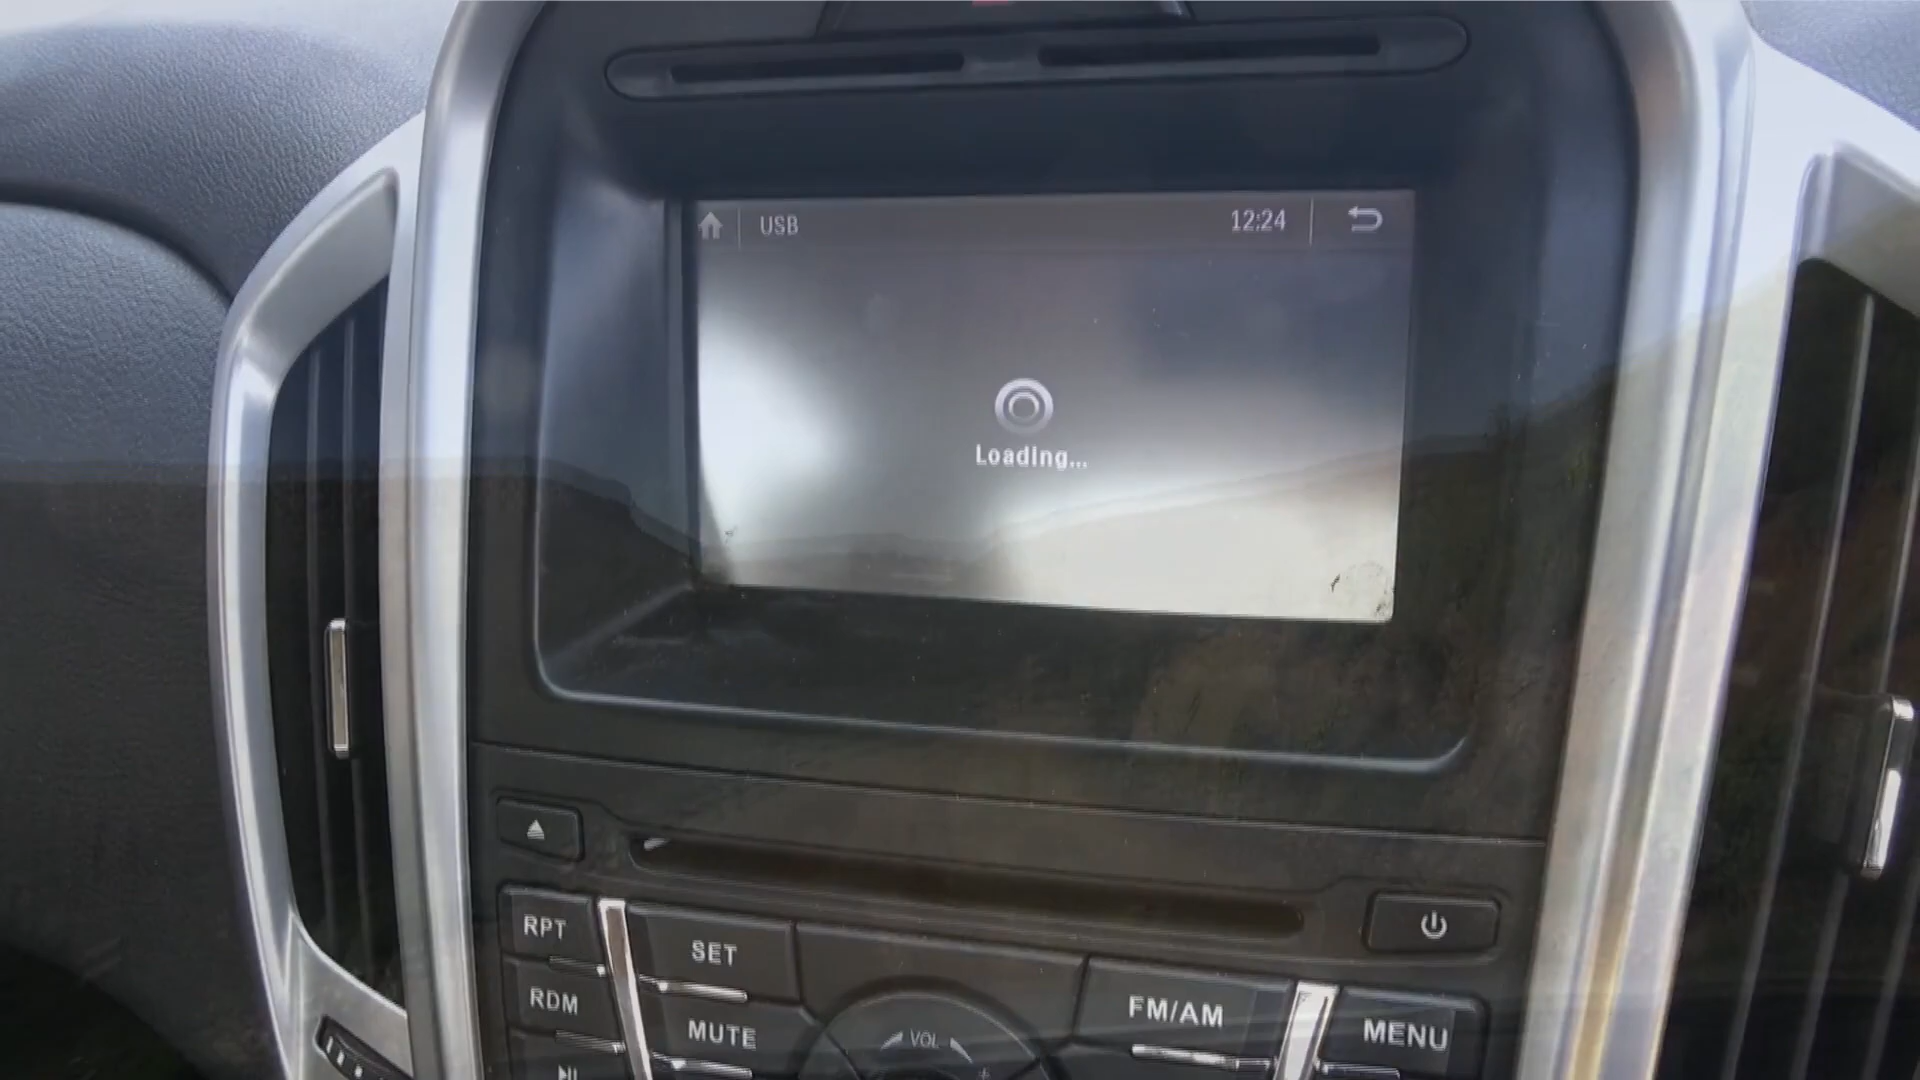 USB
12:24
Loading...
RPT
SET
RDM
MUTE
VOL
FM/AM
MENU